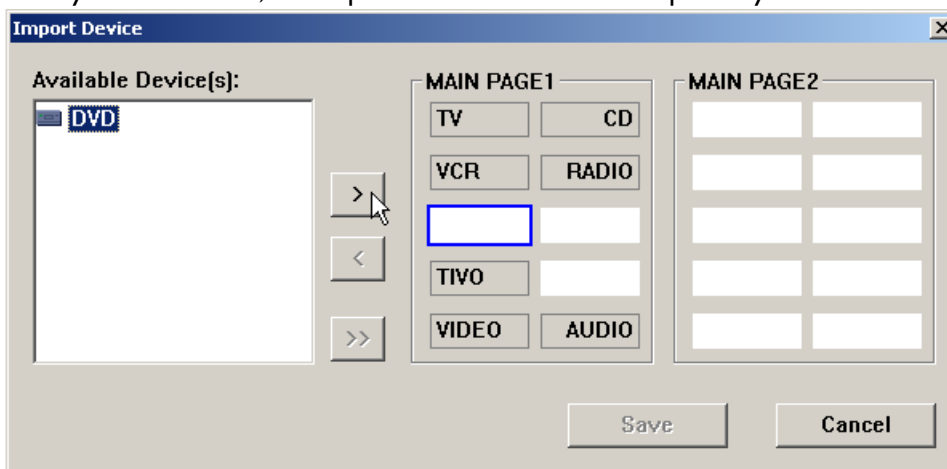 Import Device
Available Device(s):
DVD
>
<
>>
MAIN PAGE1
TV CD
VCR RADIO
TIVO
VIDEO AUDIO
MAIN PAGE2
Save Cancel